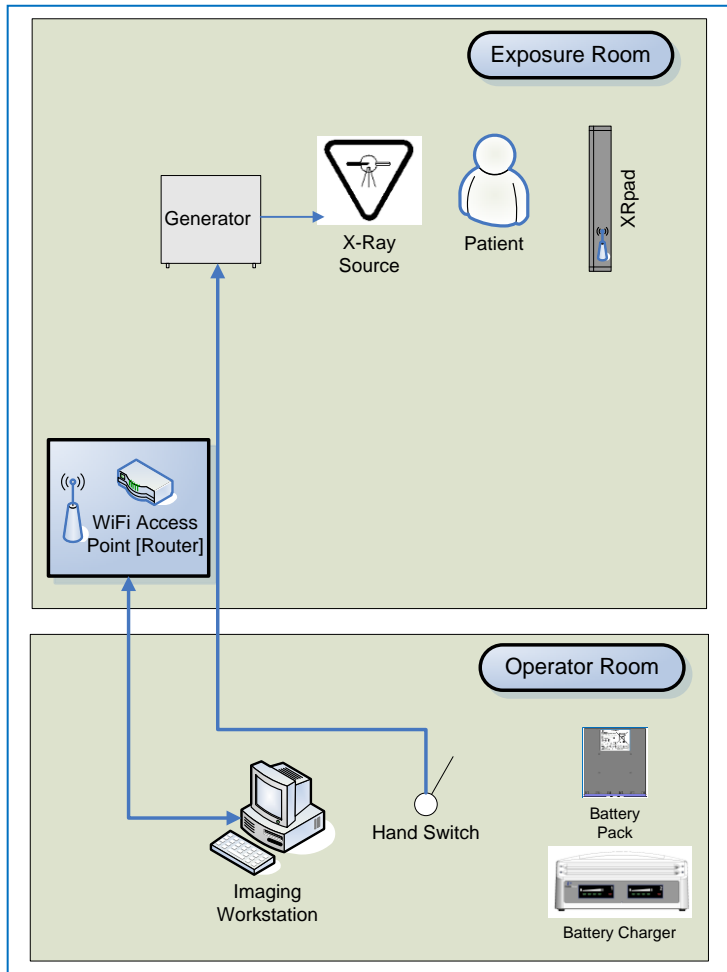 Exposure Room
Generator
X-Ray
Source
Patient
XRpad
WiFi Access
Point [Router]
Operator Room
Hand Switch
Imaging
Workstation
Battery
Pack
Battery Charger